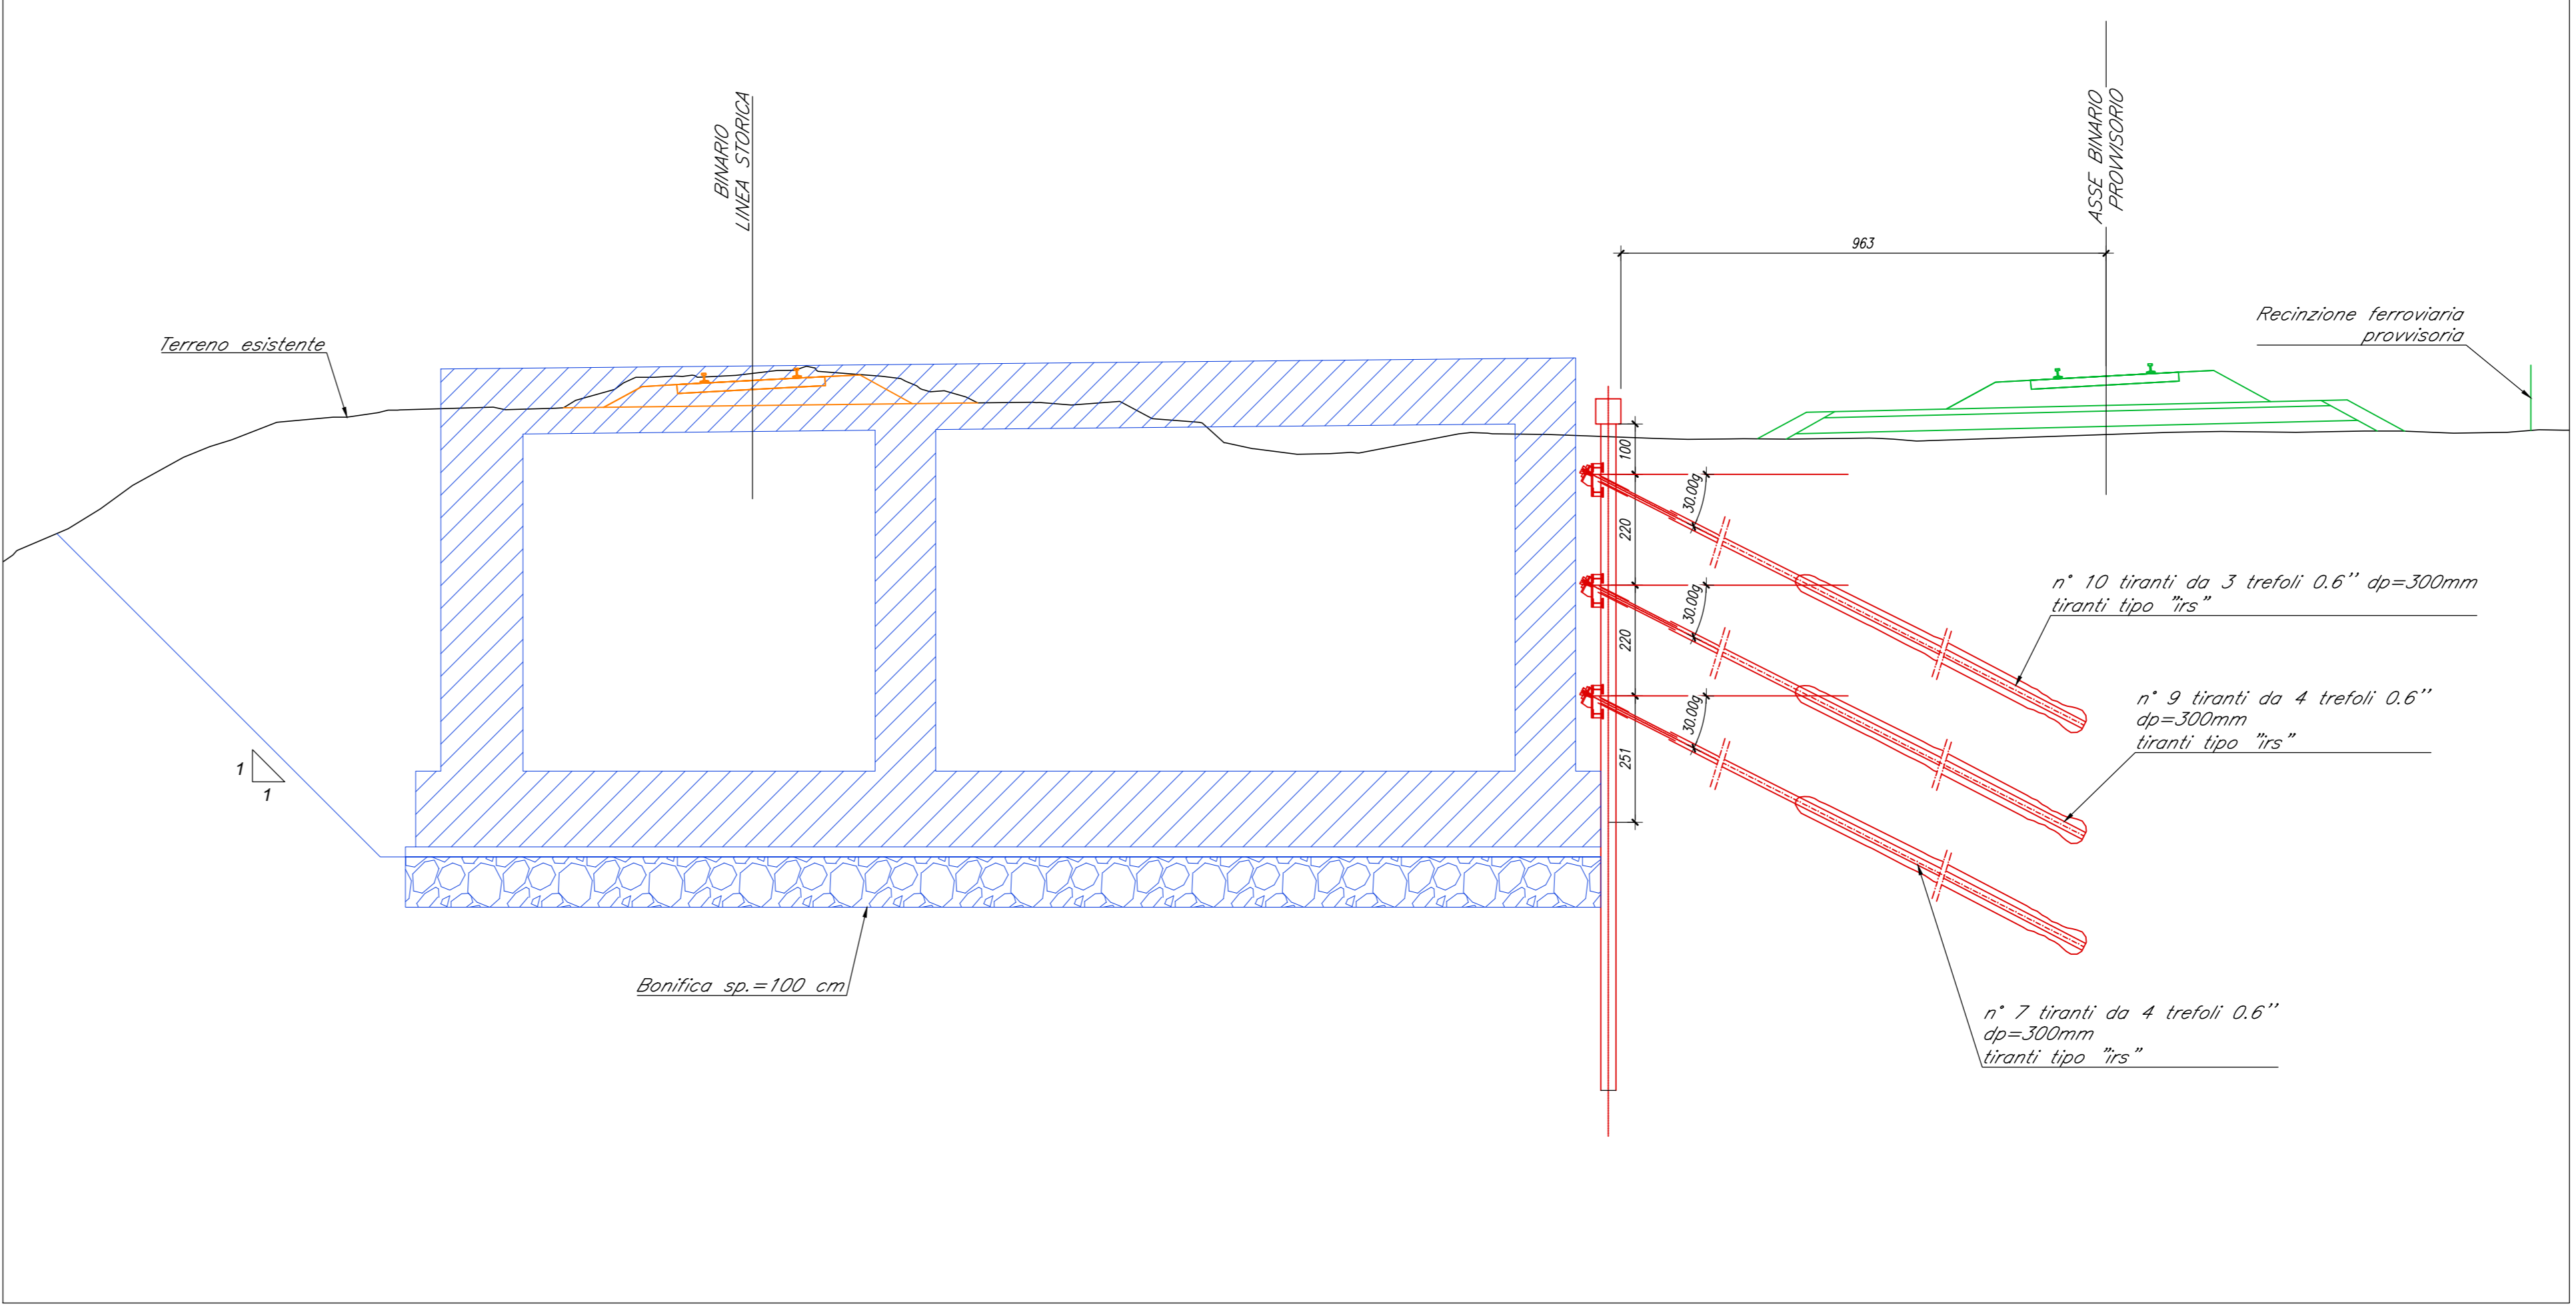 BINARIO
LINEA STORICA
ASSE BINARIO
PROVVISORIO
963
Recinzione ferroviaria
provvisoria
Terreno esistente
100
30.00g
220
30.00g
220
30.00g
251
n° 10 tiranti da 3 trefoli 0.6'' dp=300mm
tiranti tipo "irs"
n° 9 tiranti da 4 trefoli 0.6''
dp=300mm
tiranti tipo "irs"
1
1
Bonifica sp.=100 cm
n° 7 tiranti da 4 trefoli 0.6''
dp=300mm
tiranti tipo "irs"